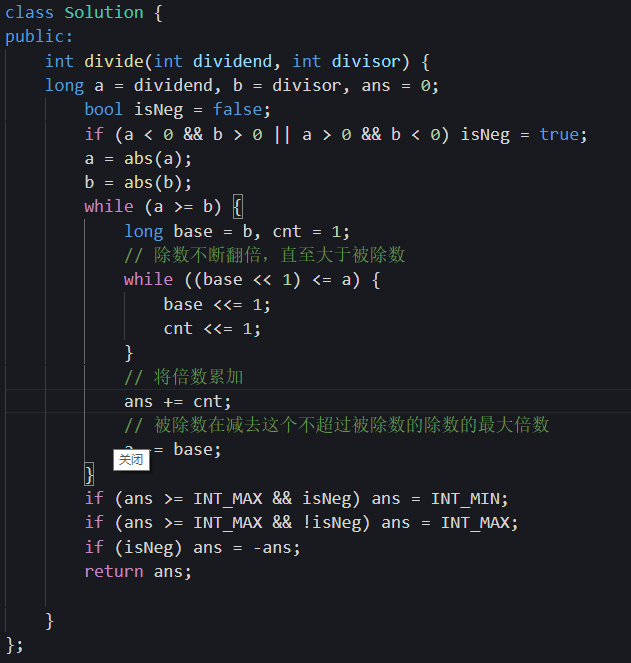 class Solution {
public:
    int divide(int dividend, int divisor) {
    long a = dividend, b = divisor, ans = 0;
        bool isNeg = false;
        if (a < 0 && b > 0 || a > 0 && b < 0) isNeg = true;
        a = abs(a);
        b = abs(b);
        while (a >= b) {
            long base = b, cnt = 1;
            // 除数不断翻倍，直至大于被除数
            while ((base << 1) <= a) {
                base <<= 1;
                cnt <<= 1;
            }
            // 将倍数累加
            ans += cnt;
            // 被除数在减去这个不超过被除数的除数的最大倍数
            = base;
关闭
        }
        if (ans >= INT_MAX && isNeg) ans = INT_MIN;
        if (ans >= INT_MAX && !isNeg) ans = INT_MAX;
        if (isNeg) ans = -ans;
        return ans;
    }
};